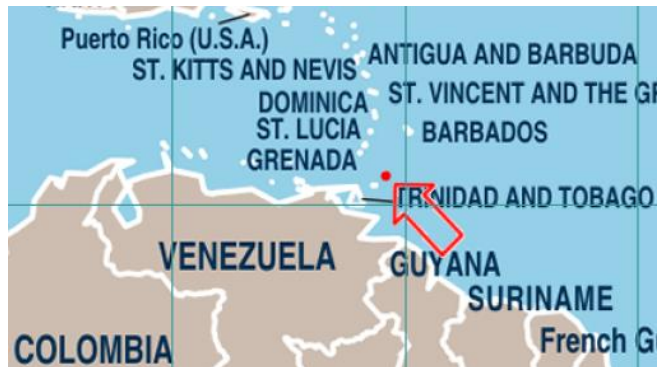 Puerto Rico (U.S.A.)
ANTIGUA AND BARBUDA
ST. KITTS AND NEVIS
DOMINICA
ST. VINCENT AND THE GR
ST. LUCIA
BARBADOS
GRENADA
TRINIDAD AND TOBAGO
VENEZUELA
GUYANA
SURINAME
French G
COLOMBIA